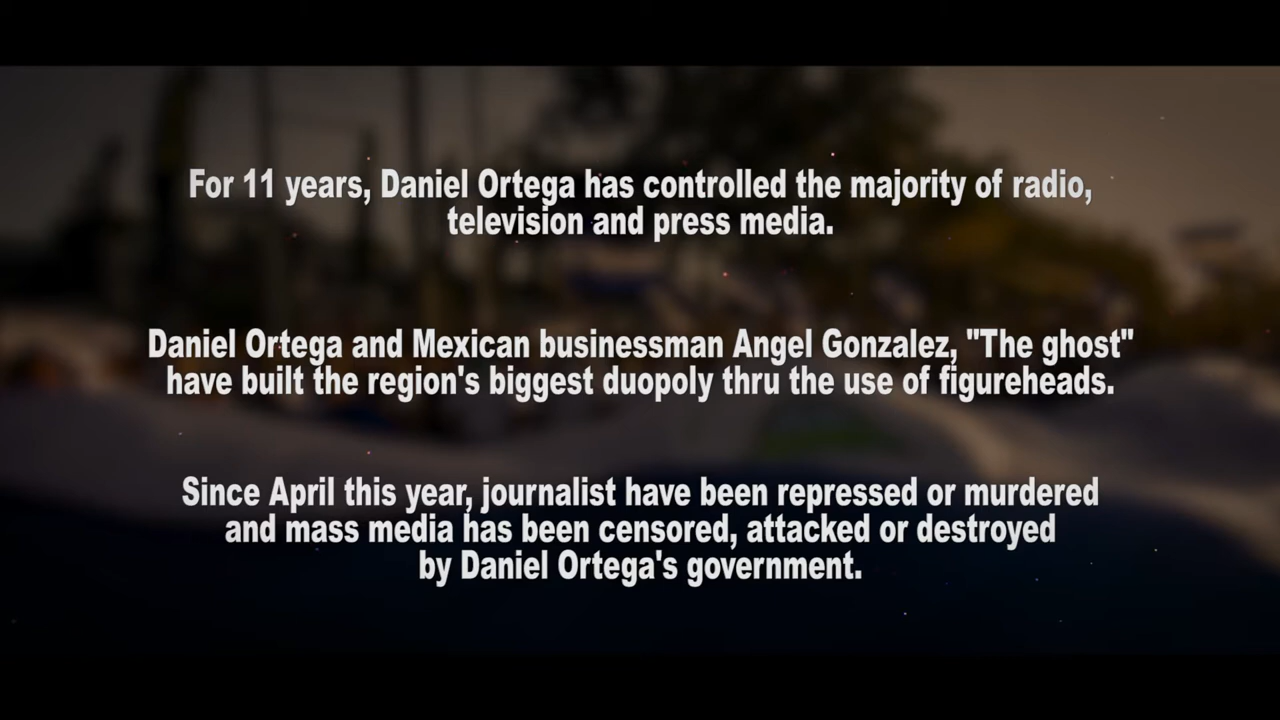 For 11 years, Daniel Ortega has controlled the majority of radio,
television and press media.
Daniel Ortega and Mexican businessman Angel Gonzalez, "The ghost"
have built the region's biggest duopoly thru the use of figureheads.
Since April this year, journalist have been repressed or murdered
and mass media has been censored, attacked or destroyed
by Daniel Ortega's government.